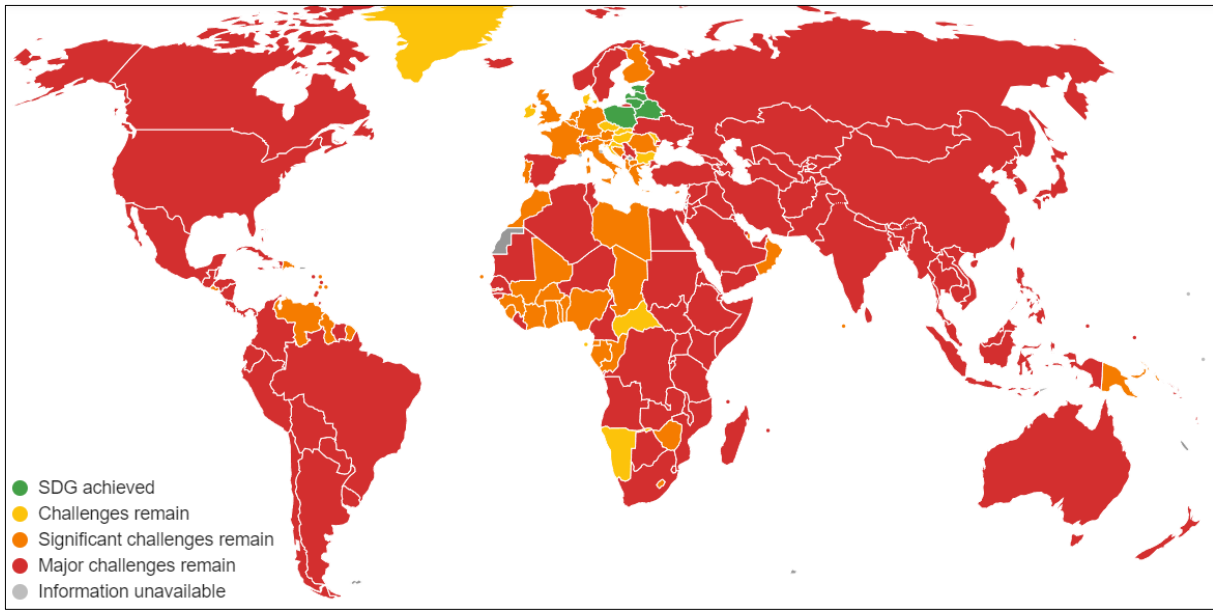 SDG achieved
Challenges remain
Significant challenges remain
Major challenges remain
Information unavailable